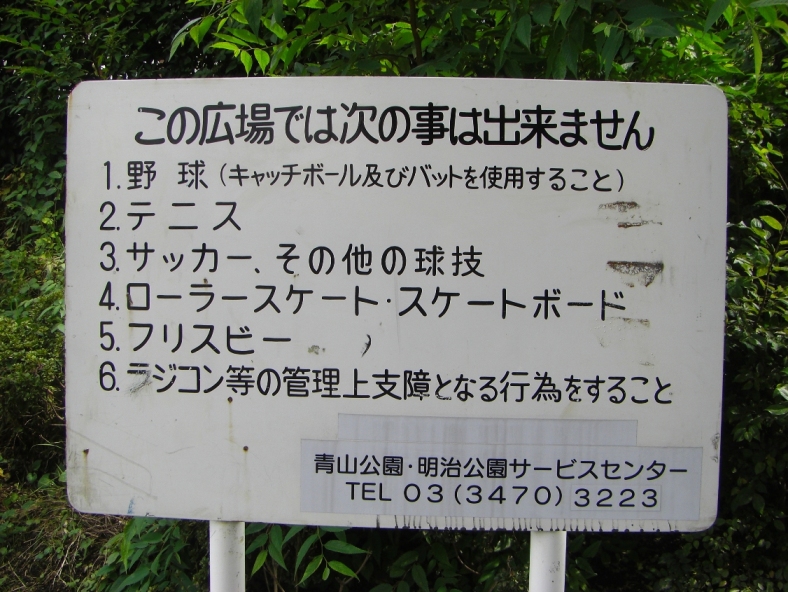 この広場では次の事は出来ません
1.野 球（キャッチボール及びバットを使用すること）
2.テニス
3.サッカー、その他の球技
4.ローラースケート・スケートボード
5.フリスビー
6.ラジコン等の管理上支障となる行為をすること
青山公園・明治公園サービスセンター
TEL 03(3470)3223